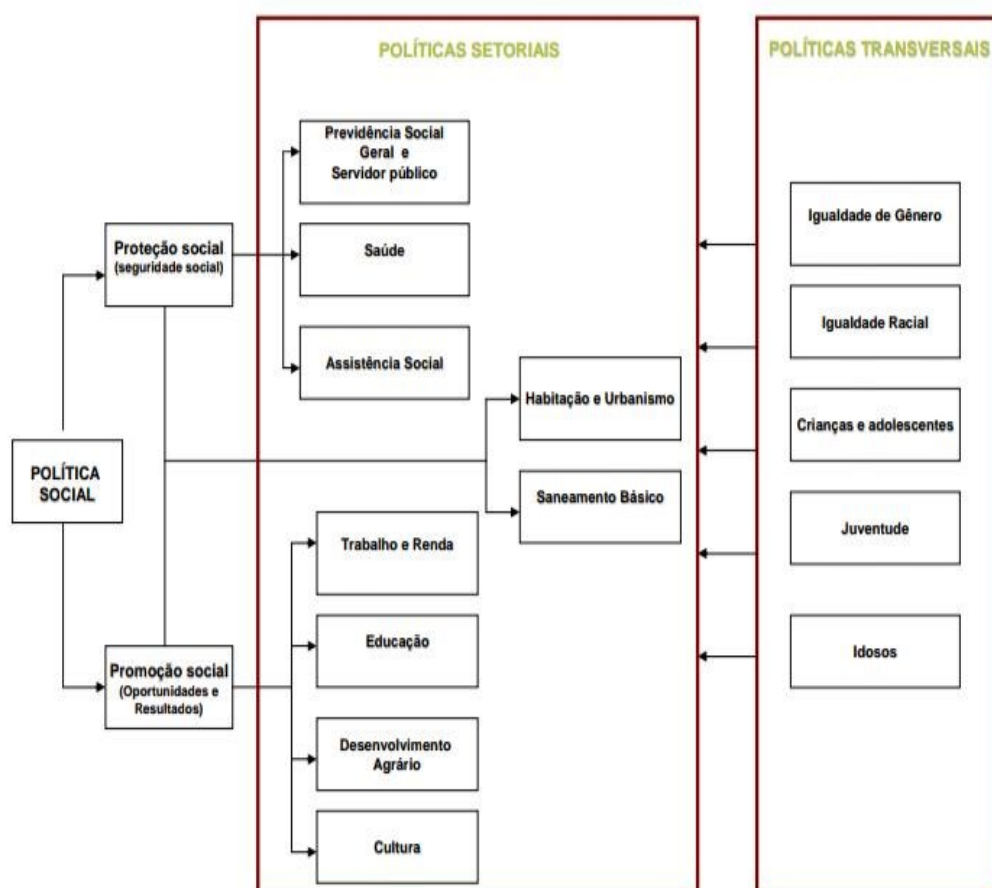 POLÍTICAS SETORIAIS
POLÍTICAS TRANSVERSAIS
Previdência Social
Geral e
Servidor público
Proteção social
(seguridade social)
Saúde
Assistência Social
Habitação e Urbanismo
POLÍTICA
SOCIAL
Saneamento Básico
Trabalho e Renda
Educação
Promoção social
(Oportunidades e
Resultados)
Desenvolvimento
Agrário
Cultura
Igualdade de Gênero
Igualdade Racial
Crianças e adolescentes
Juventude
Idosos